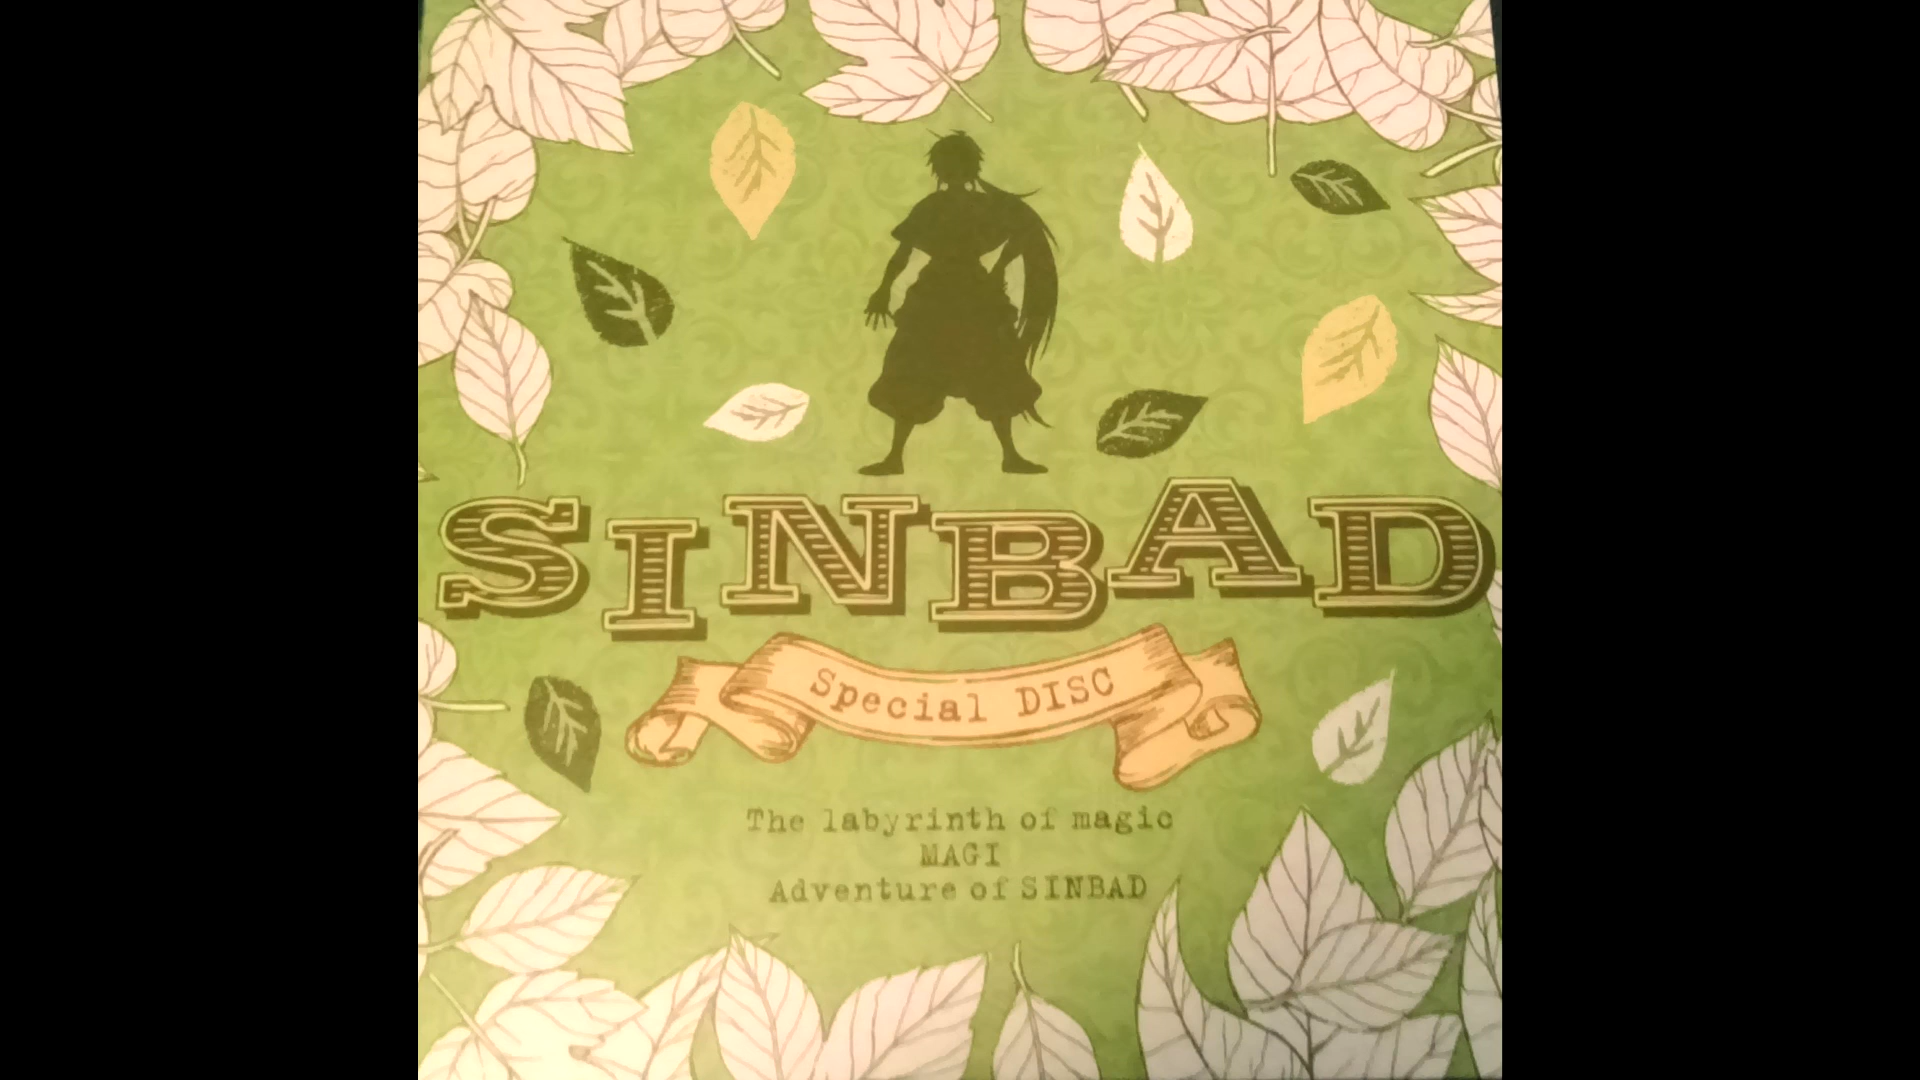 SINBAD
Special DISC
The labyrinth of magic
MAGI
Adventure of SINBAD